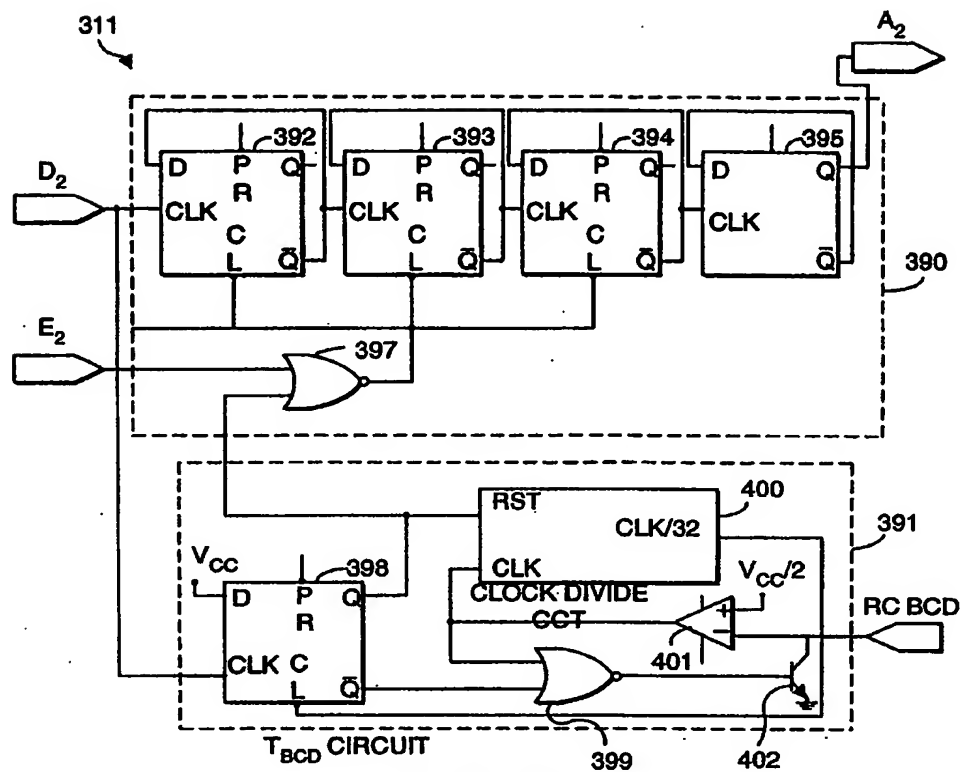 311
A2
392
393
394
395
D P Q
R
CLK C
L Q̅
D P Q
R
CLK C
L Q̅
D P Q
R
CLK C
L Q̅
D Q
CLK
Q̅
D2
390
E2
397
RST
400
CLK/32
391
CLK
VCC
398
CLOCK DIVIDE
CCT
VCC/2
RC BCD
D P Q
R
CLK C
L Q̅
+
−
401
TBCD CIRCUIT
399
402